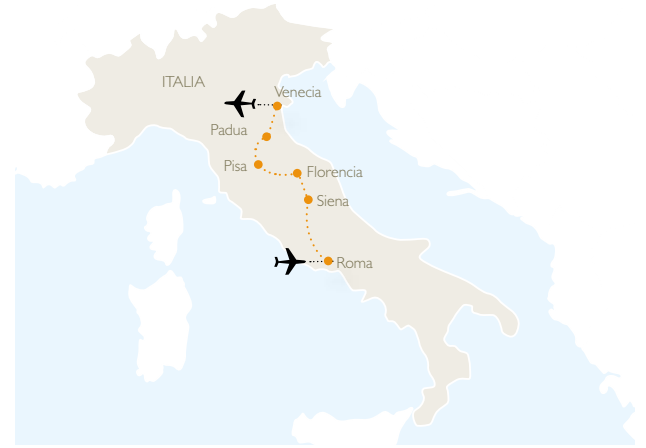 ITALIA
Venecia
Padua
Pisa
Florencia
Siena
Roma